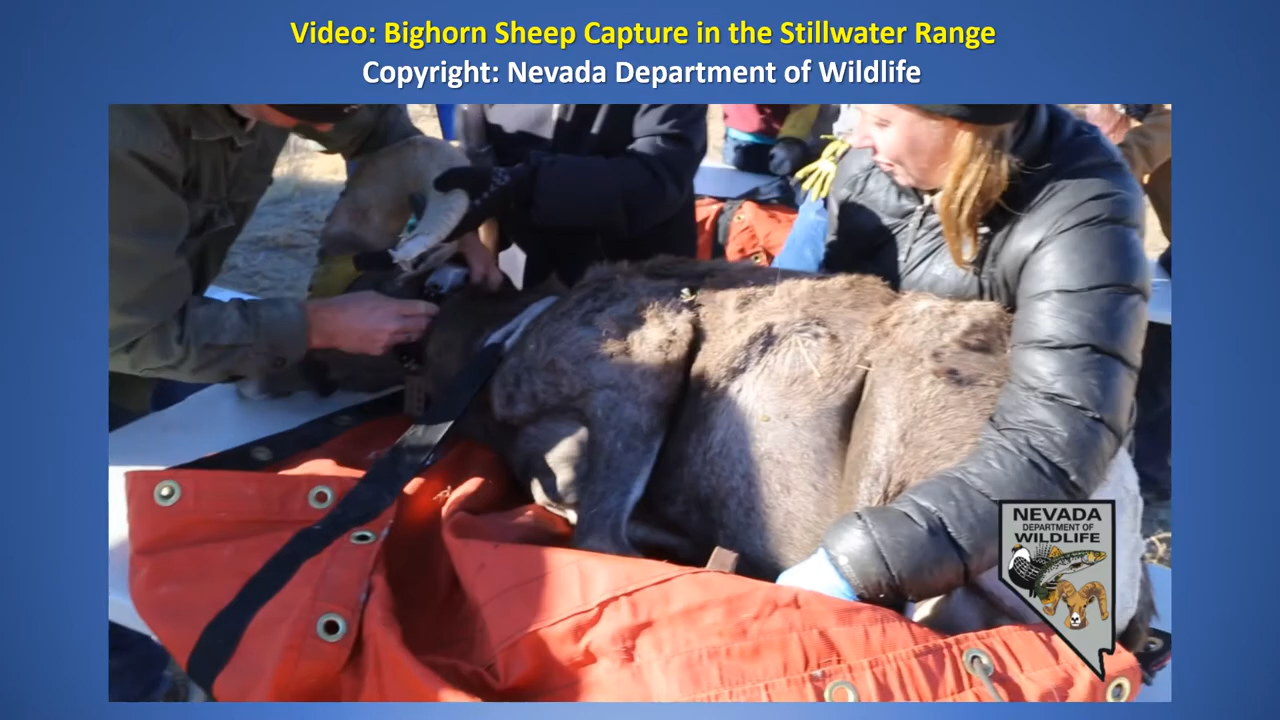 Video: Bighorn Sheep Capture in the Stillwater Range
Copyright: Nevada Department of Wildlife
NEVADA
DEPARTMENT OF
WILDLIFE